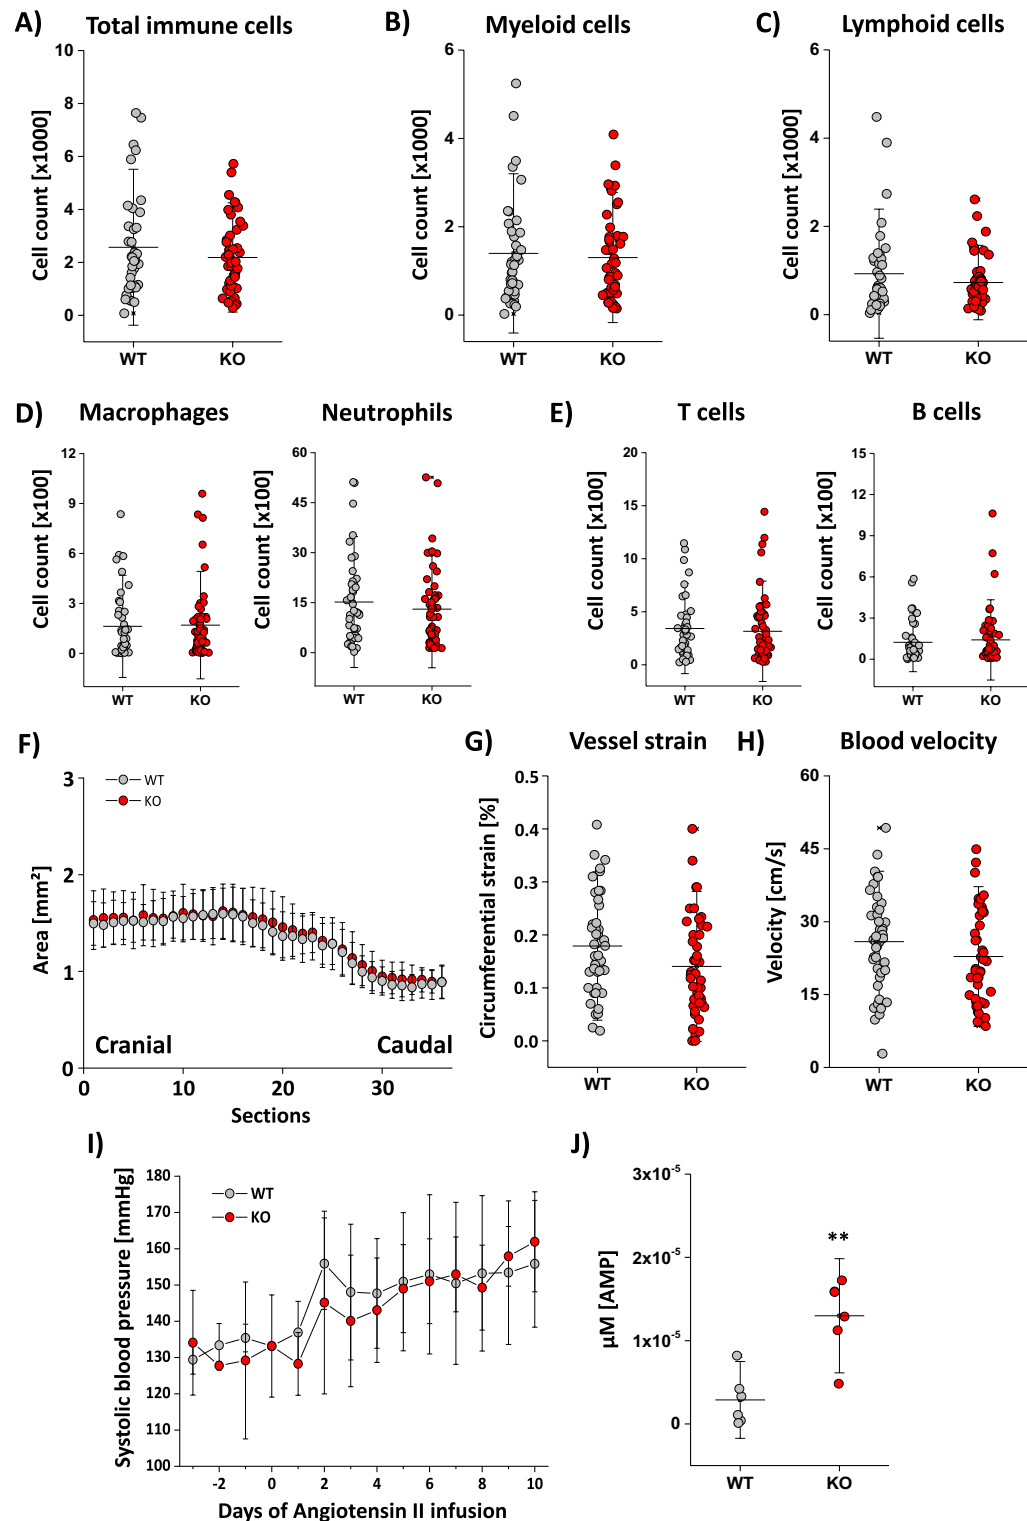 A) Total immune cells
B) Myeloid cells
C) Lymphoid cells
Cell count [x1000]
10
8
6
4
2
0
WT KO
Cell count [x1000]
6
4
2
0
WT KO
Cell count [x1000]
6
4
2
0
WT KO
D) Macrophages
Neutrophils
E) T cells
B cells
Cell count [x100]
12
9
6
3
0
WT KO
Cell count [x100]
60
45
30
15
0
WT KO
Cell count [x100]
20
15
10
5
0
WT KO
Cell count [x100]
15
12
9
6
3
0
WT KO
F)
WT
KO
Area [mm²]
3
2
1
0
Cranial Caudal
0 10 20 30
Sections
G) Vessel strain
Circumferential strain [%]
0.5
0.4
0.3
0.2
0.1
0.0
WT KO
H) Blood velocity
Velocity [cm/s]
60
45
30
15
0
WT KO
I)
WT
KO
Systolic blood pressure [mmHg]
180
170
160
150
140
130
120
110
100
-2 0 2 4 6 8 10
Days of Angiotensin II infusion
J)
µM [AMP]
3x10⁻⁵
2x10⁻⁵
1x10⁻⁵
0
**
WT KO